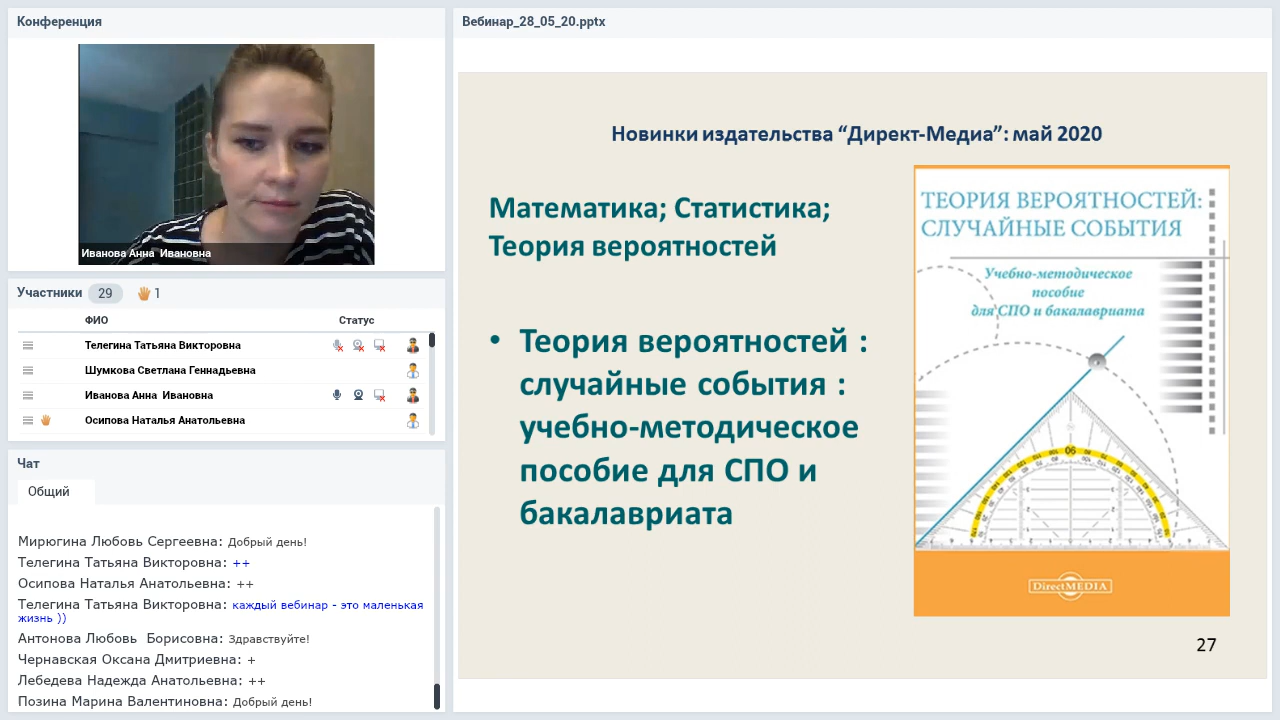 Конференция
Иванова Анна  Ивановна
Участники 29 1
ФИО Статус
Телегина Татьяна Викторовна
Шумкова Светлана Геннадьевна
Иванова Анна  Ивановна
Осипова Наталья Анатольевна
Чат
Общий
Мирюгина Любовь Сергеевна: Добрый день!
Телегина Татьяна Викторовна: ++
Осипова Наталья Анатольевна: ++
Телегина Татьяна Викторовна: каждый вебинар - это маленькая
жизнь ))
Антонова Любовь  Борисовна: Здравствуйте!
Чернавская Оксана Дмитриевна: +
Лебедева Надежда Анатольевна: ++
Позина Марина Валентиновна: Добрый день!
Вебинар_28_05_20.pptx
Новинки издательства “Директ-Медиа”: май 2020
Математика; Статистика;
Теория вероятностей
• Теория вероятностей :
случайные события :
учебно-методическое
пособие для СПО и
бакалавриата
ТЕОРИЯ ВЕРОЯТНОСТЕЙ:
СЛУЧАЙНЫЕ СОБЫТИЯ
Учебно-методическое
пособие
для СПО и бакалавриата
DirectMEDIA
27